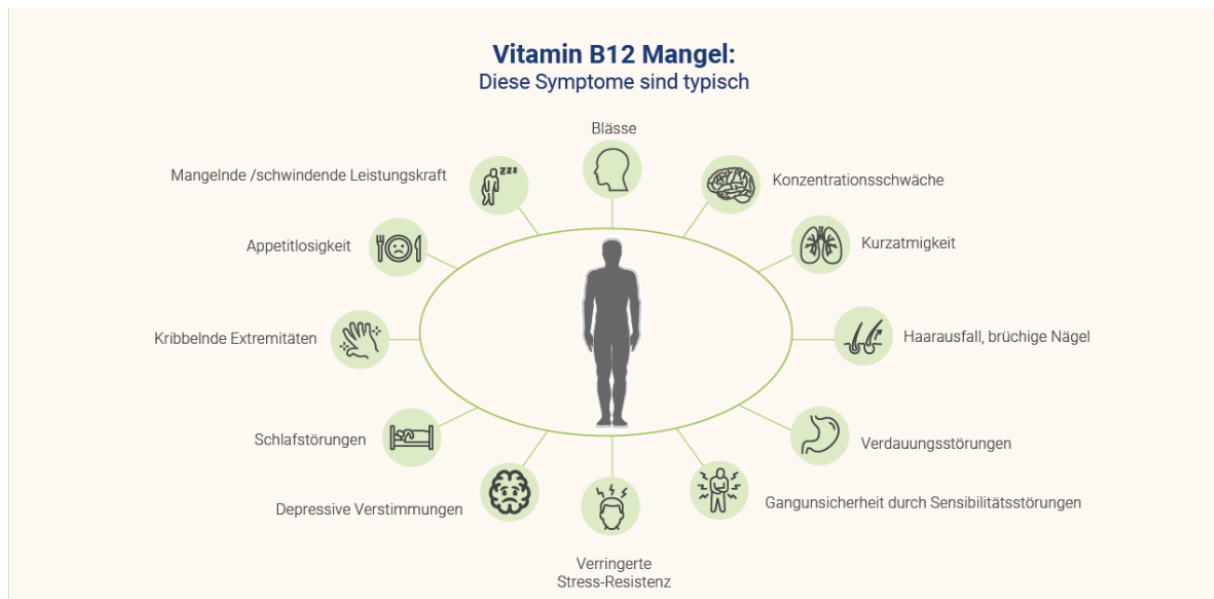 Vitamin B12 Mangel:
Diese Symptome sind typisch
Blässe
Mangelnde /schwindende Leistungskraft
Konzentrationsschwäche
Appetitlosigkeit
Kurzatmigkeit
Kribbelnde Extremitäten
Haarausfall, brüchige Nägel
Schlafstörungen
Verdauungsstörungen
Depressive Verstimmungen
Gangunsicherheit durch Sensibilitätsstörungen
Verringerte
Stress-Resistenz
zzz